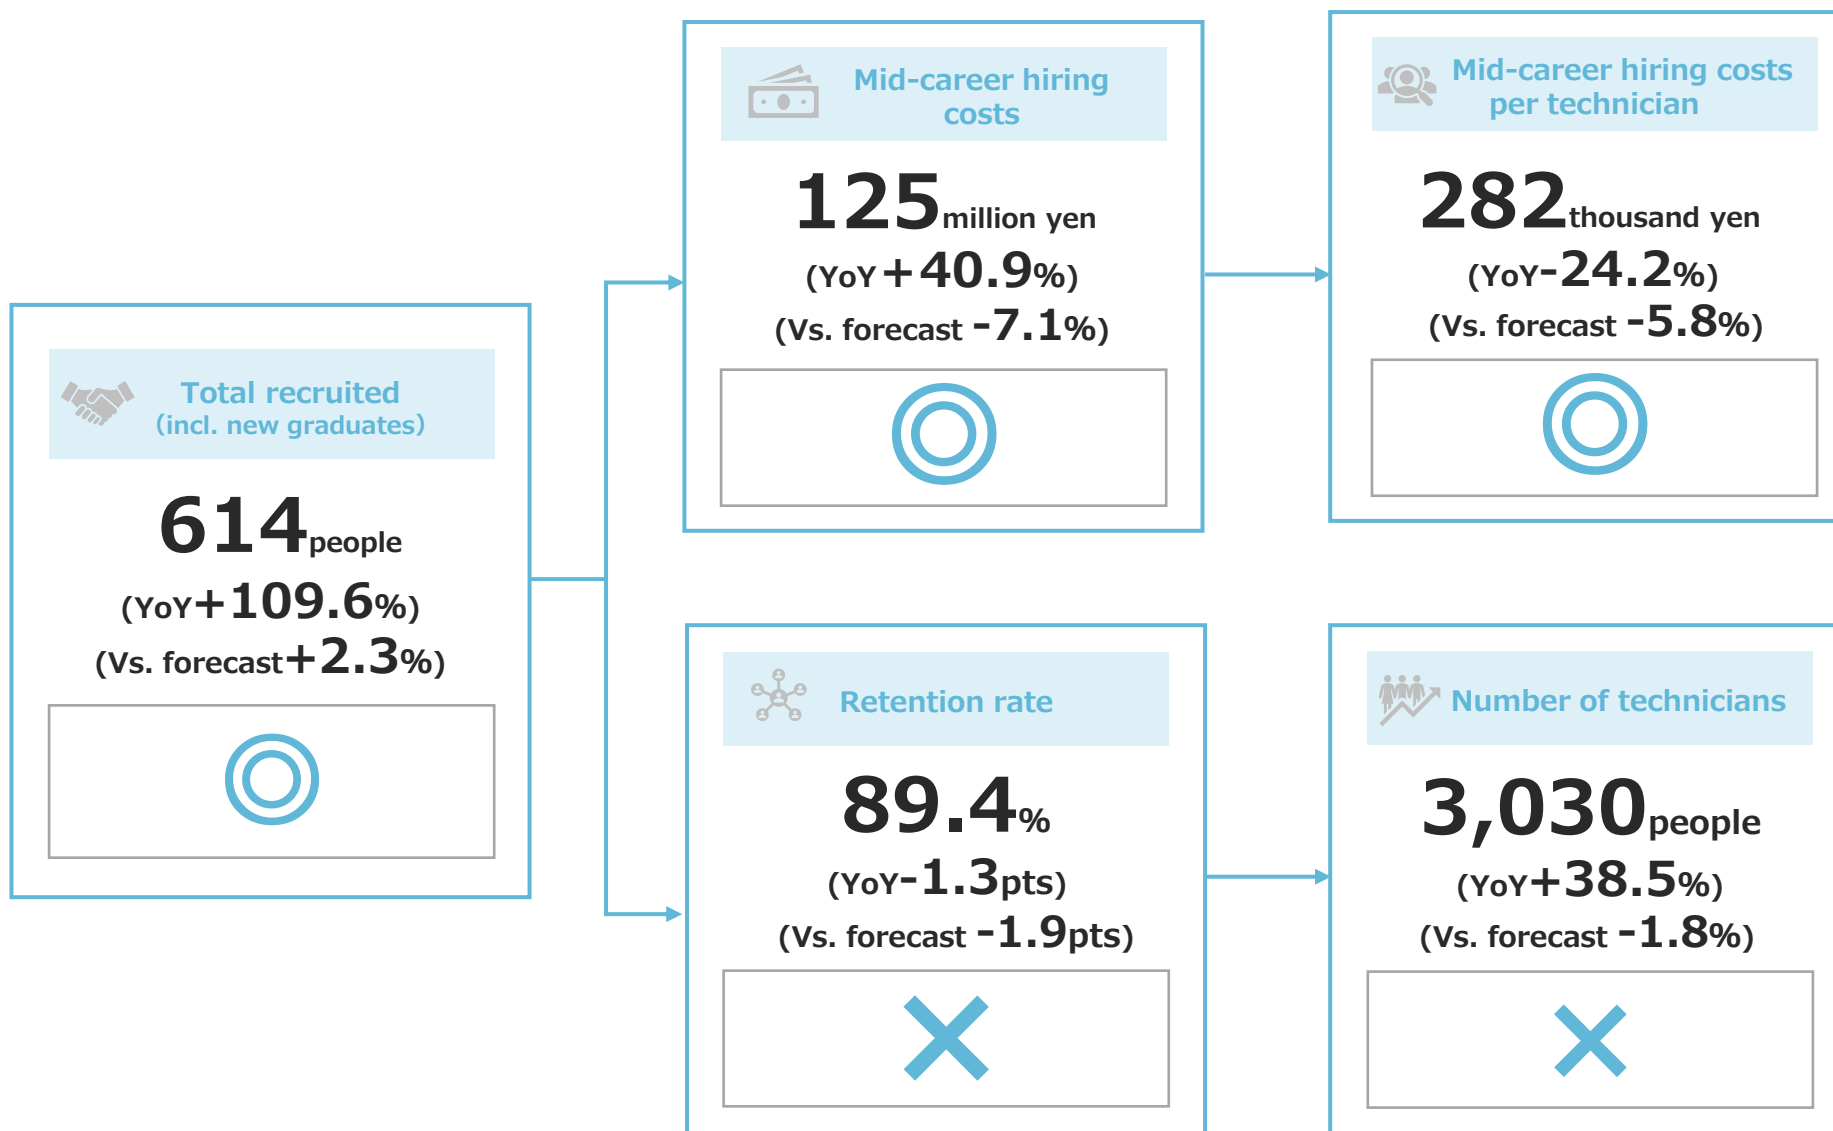 Total recruited
(incl. new graduates)
614people
(YoY+109.6%)
(Vs. forecast+2.3%)
Mid-career hiring
costs
125million yen
(YoY+40.9%)
(Vs. forecast -7.1%)
Mid-career hiring costs
per technician
282thousand yen
(YoY-24.2%)
(Vs. forecast -5.8%)
Retention rate
89.4%
(YoY-1.3pts)
(Vs. forecast -1.9pts)
Number of technicians
3,030people
(YoY+38.5%)
(Vs. forecast -1.8%)